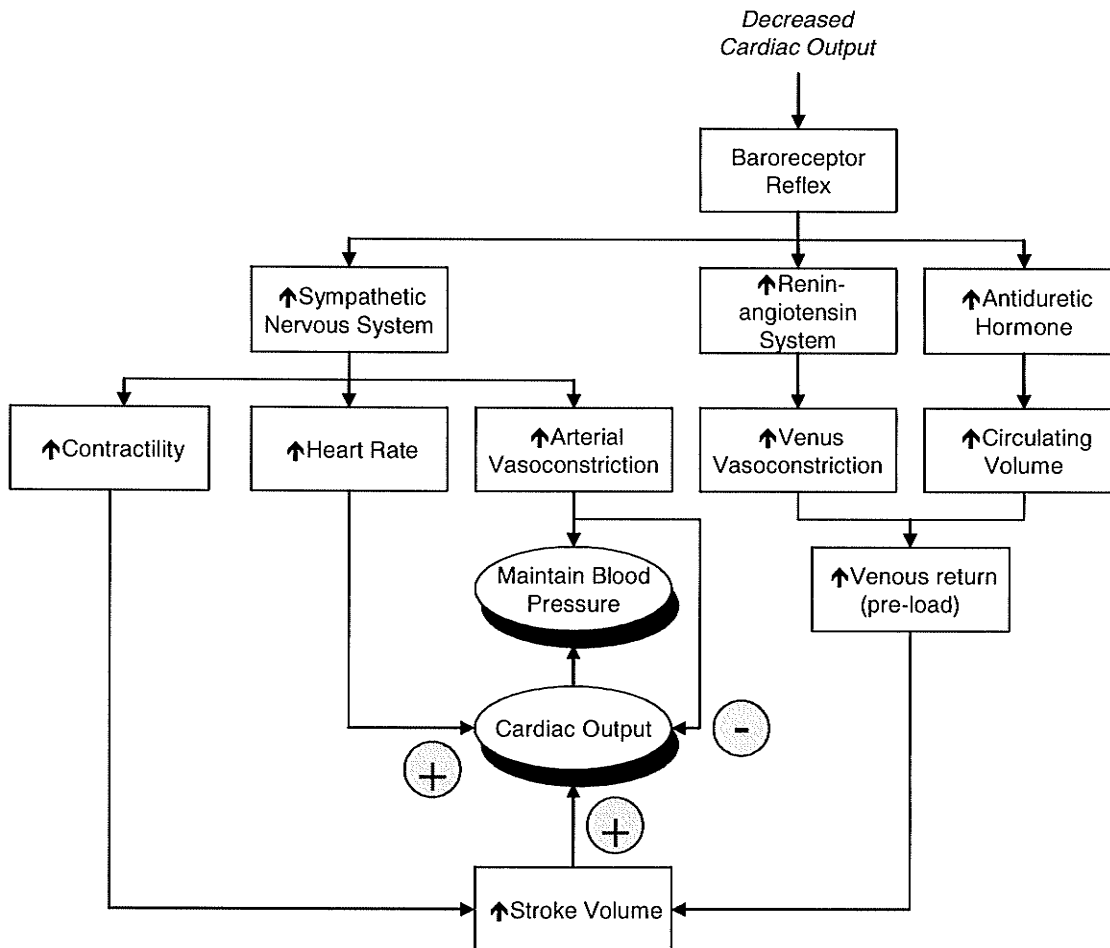 Decreased
Cardiac Output
Baroreceptor
Reflex
↑Sympathetic
Nervous System
↑Renin-
angiotensin
System
↑Antiduretic
Hormone
↑Contractility
↑Heart Rate
↑Arterial
Vasoconstriction
↑Venus
Vasoconstriction
↑Circulating
Volume
Maintain Blood
Pressure
↑Venous return
(pre-load)
Cardiac Output
-
+
+
↑Stroke Volume